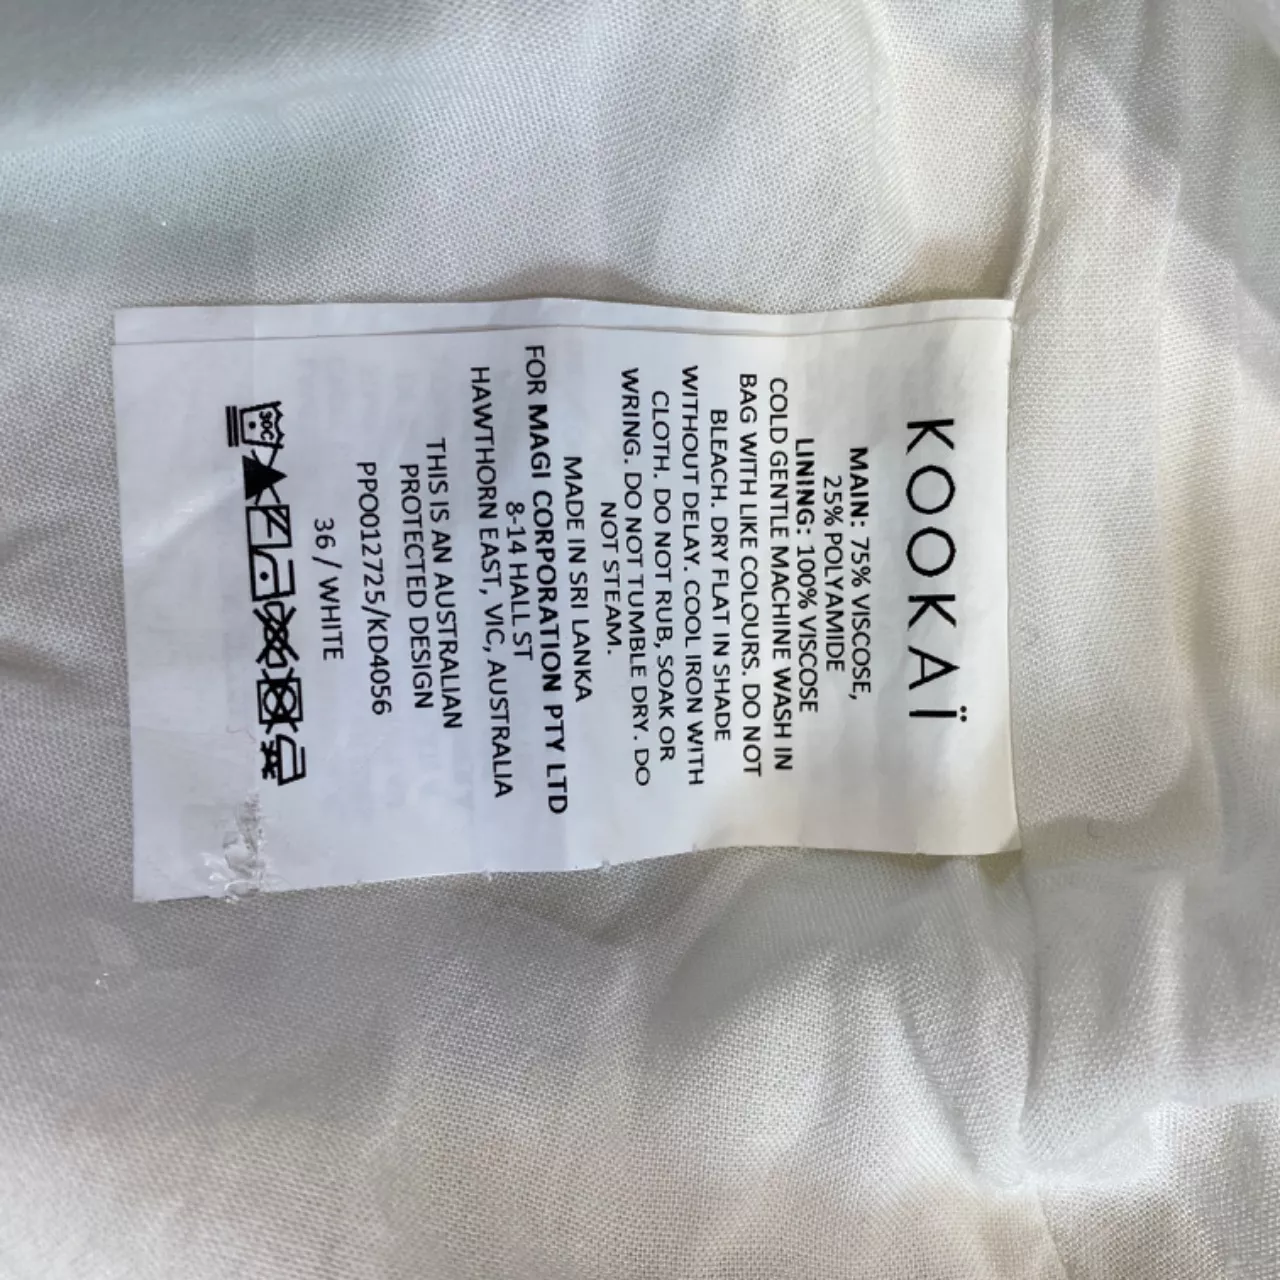 KOOKAÏ
MAIN: 75% VISCOSE,
25% POLYAMIDE
LINING: 100% VISCOSE
COLD GENTLE MACHINE WASH IN
BAG WITH LIKE COLOURS. DO NOT
BLEACH. DRY FLAT IN SHADE
WITHOUT DELAY. COOL IRON WITH
CLOTH. DO NOT RUB, SOAK OR
WRING. DO NOT TUMBLE DRY. DO
NOT STEAM.
MADE IN SRI LANKA
FOR MAGI CORPORATION PTY LTD
8-14 HALL ST
HAWTHORN EAST, VIC, AUSTRALIA
THIS IS AN AUSTRALIAN
PROTECTED DESIGN
PPO012725/KD4056
36 / WHITE
30C